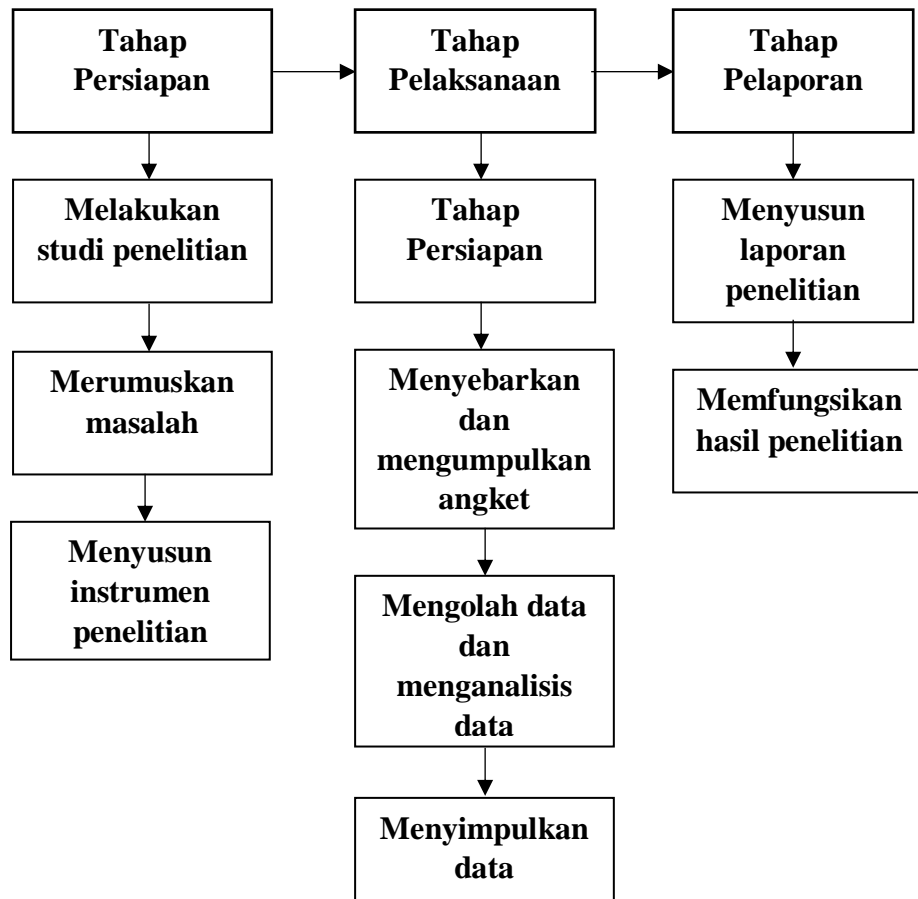 Tahap
Persiapan
Tahap
Pelaksanaan
Tahap
Pelaporan
Melakukan
studi penelitian
Merumuskan
masalah
Menyusun
instrumen
penelitian
Tahap
Persiapan
Menyebarkan
dan
mengumpulkan
angket
Mengolah data
dan
menganalisis
data
Menyimpulkan
data
Menyusun
laporan
penelitian
Memfungsikan
hasil penelitian